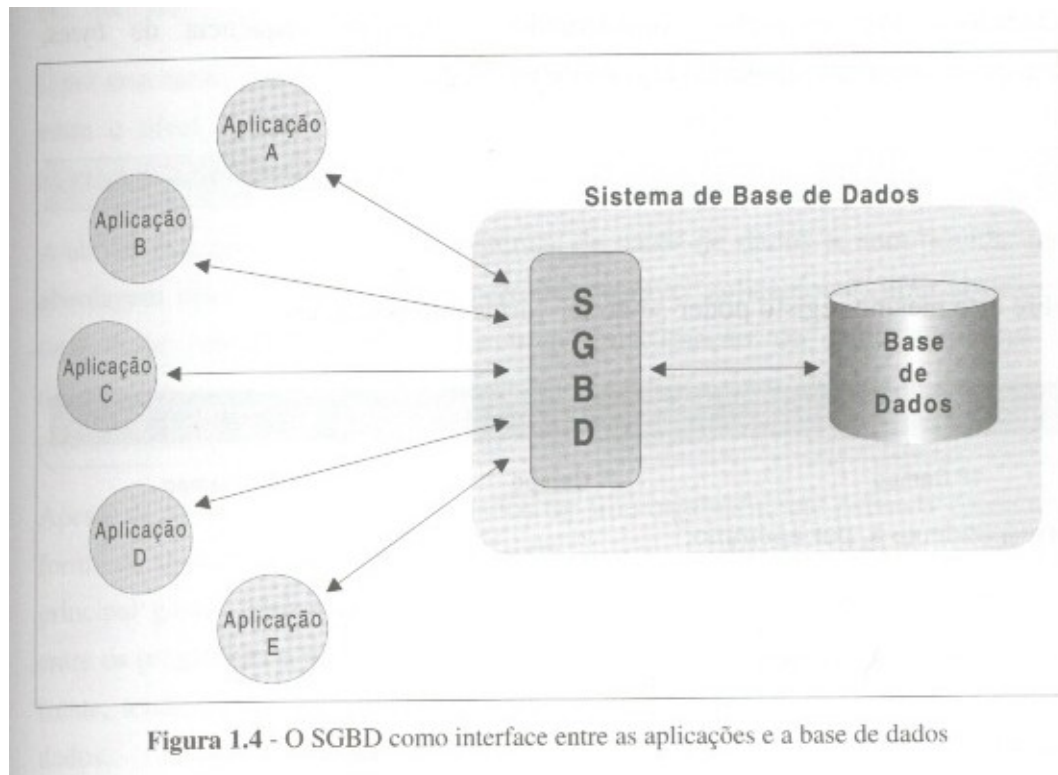 Aplicação
A
Sistema de Base de Dados
Aplicação
B
S
G
B
D
Base
de
Dados
Aplicação
C
Aplicação
D
Aplicação
E
Figura 1.4 - O SGBD como interface entre as aplicações e a base de dados